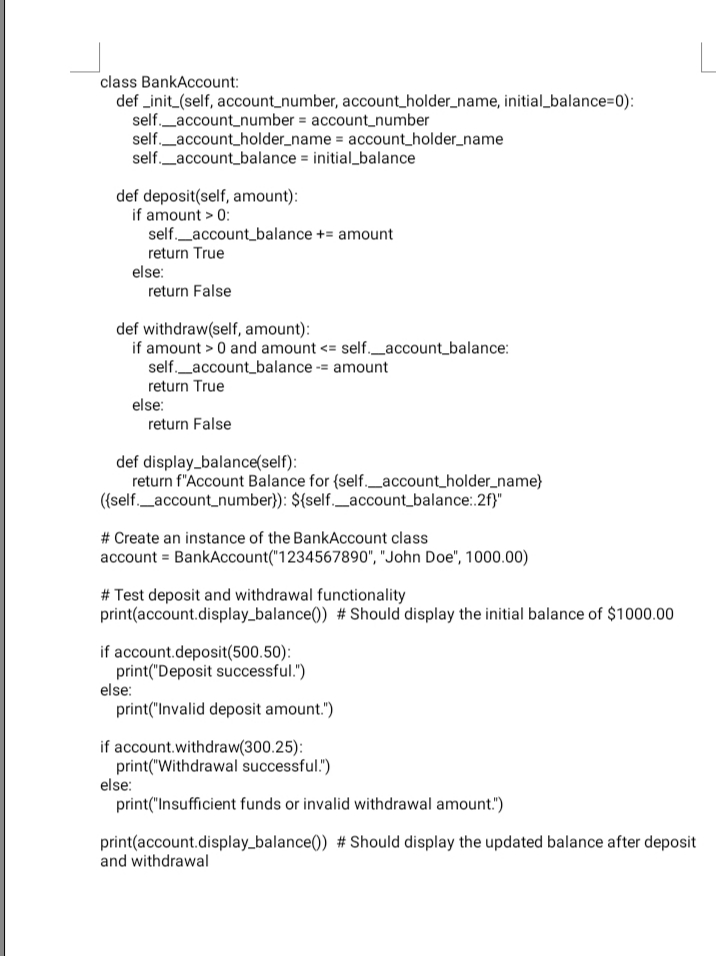 class BankAccount:
def _init_(self, account_number, account_holder_name, initial_balance=0):
self.__account_number = account_number
self.__account_holder_name = account_holder_name
self.__account_balance = initial_balance
def deposit(self, amount):
if amount > 0:
self.__account_balance += amount
return True
else:
return False
def withdraw(self, amount):
if amount > 0 and amount <= self.__account_balance:
self.__account_balance -= amount
return True
else:
return False
def display_balance(self):
return f"Account Balance for {self.__account_holder_name}
({self.__account_number}): ${self.__account_balance:.2f}"
# Create an instance of the BankAccount class
account = BankAccount("1234567890", "John Doe", 1000.00)
# Test deposit and withdrawal functionality
print(account.display_balance()) # Should display the initial balance of $1000.00
if account.deposit(500.50):
print("Deposit successful.")
else:
print("Invalid deposit amount.")
if account.withdraw(300.25):
print("Withdrawal successful.")
else:
print("Insufficient funds or invalid withdrawal amount.")
print(account.display_balance()) # Should display the updated balance after deposit
and withdrawal